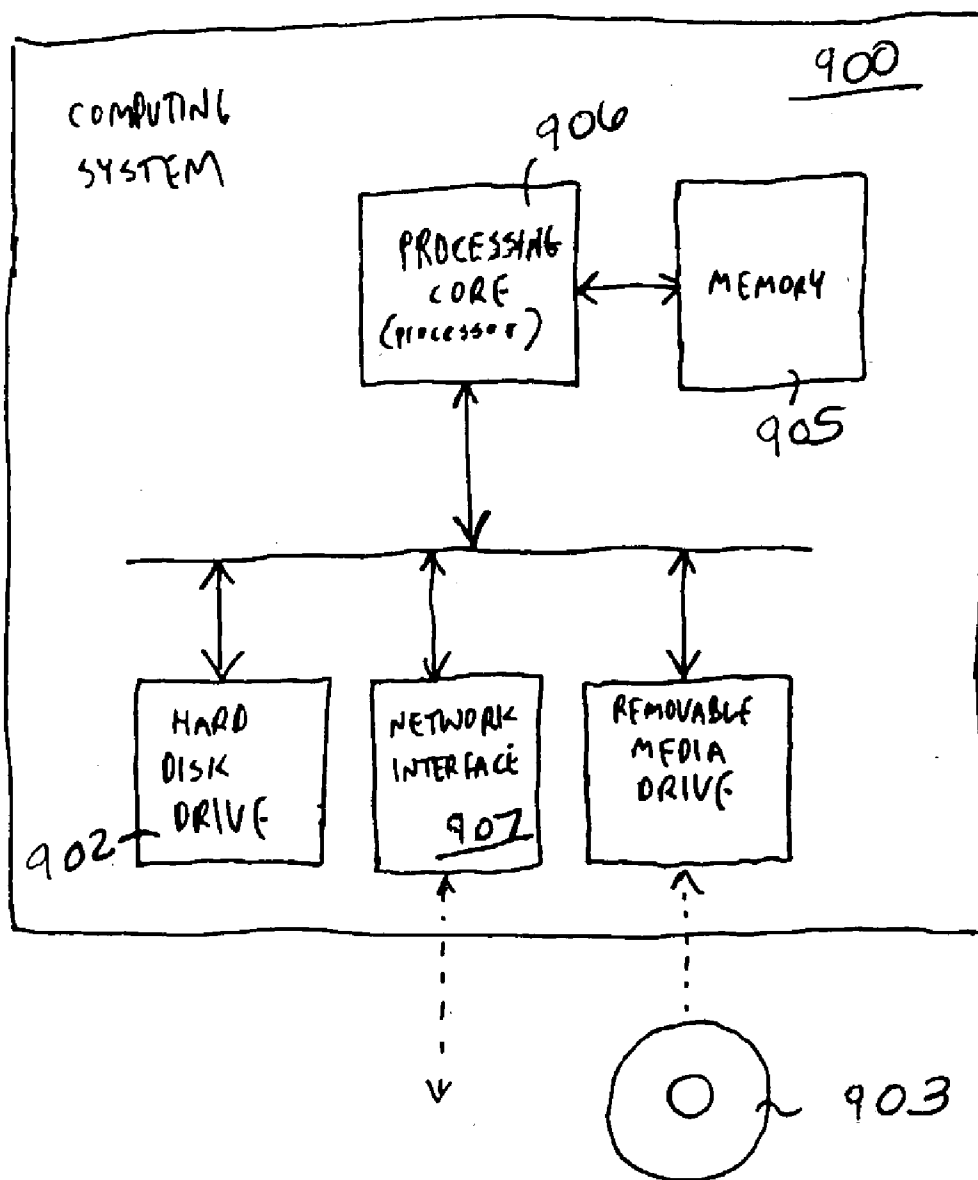 900
COMPUTING
SYSTEM
906
PROCESSING
CORE
(processor)
MEMORY
905
HARD
DISK
DRIVE
902
NETWORK
INTERFACE
907
REMOVABLE
MEDIA
DRIVE
903